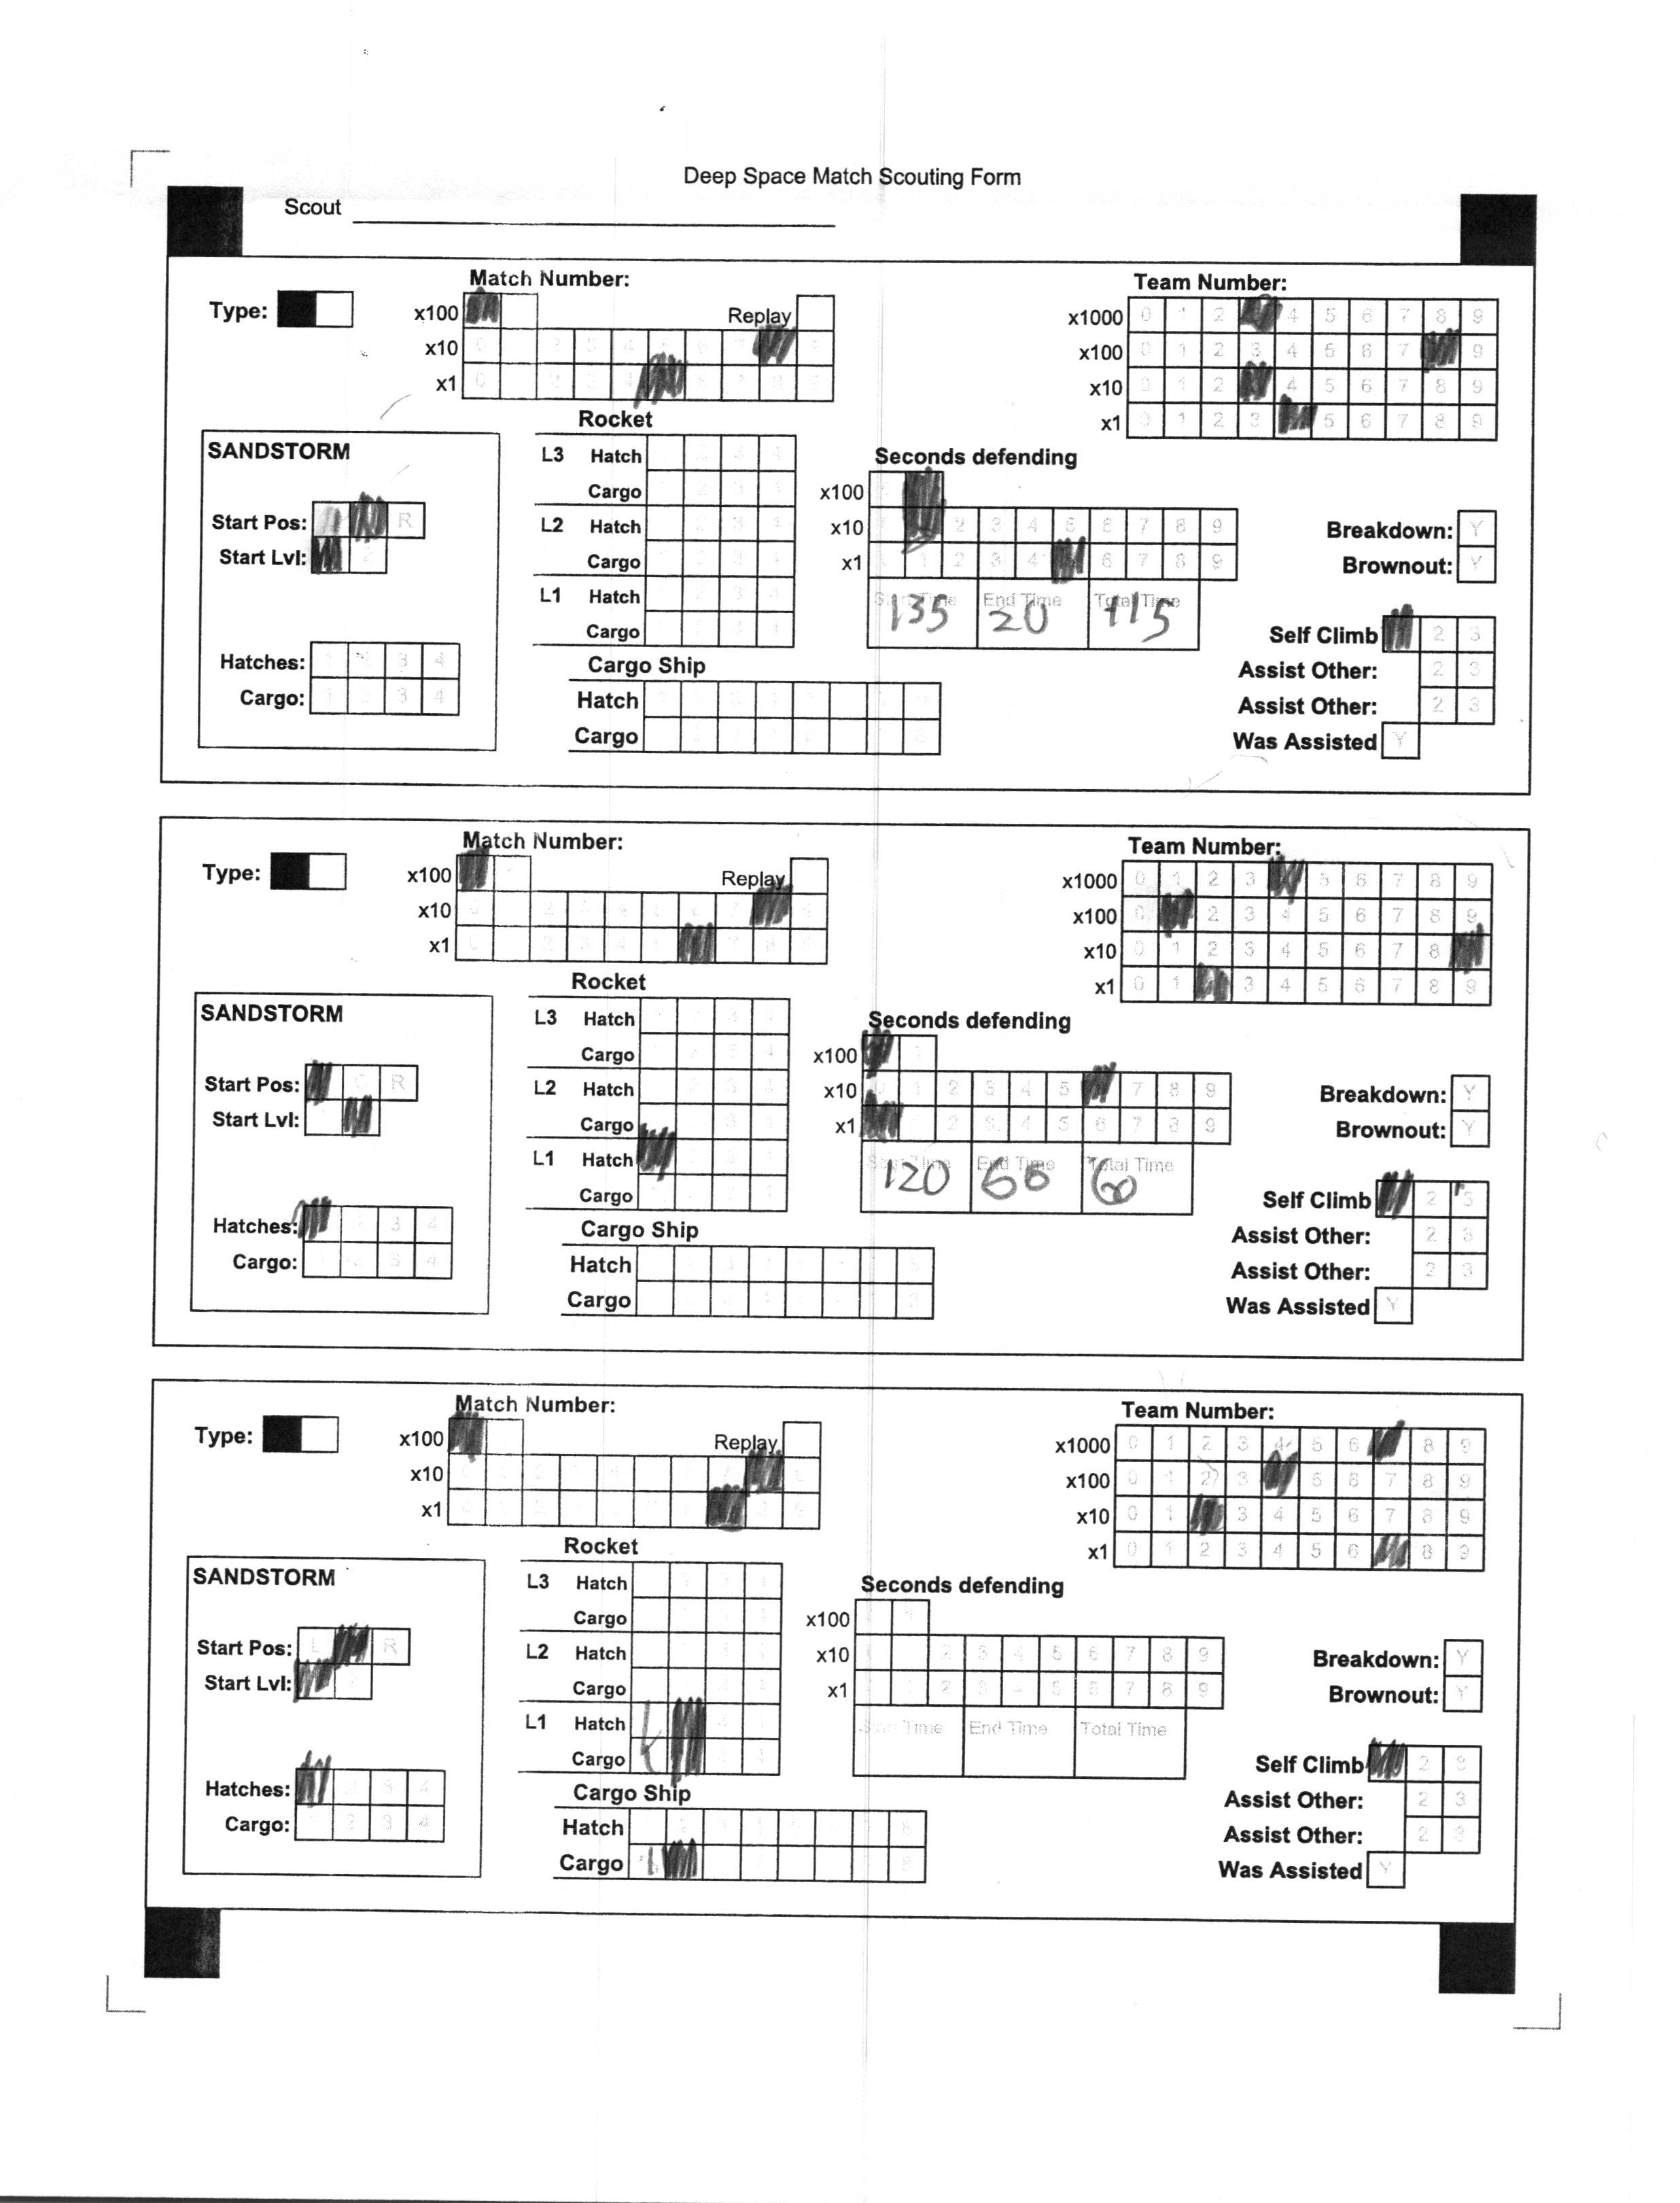 Deep Space Match Scouting Form
Scout
Match Number:
Team Number:
Type:
x100
Replay
x1000 0 1 2 4 5 6 7 8 9
x10
x100 0 1 2 3 4 5 6 7 9
x1
x10 0 1 2 4 5 6 7 8 9
x1 0 1 2 3 5 6 7 8 9
Rocket
SANDSTORM
L3 Hatch
Cargo
Seconds defending
x100
Start Pos: R
L2 Hatch
x10 2 3 4 5 6 7 8 9
Breakdown: Y
Start Lvl: 2
Cargo
x1 1 2 3 4 6 7 8 9
Brownout: Y
L1 Hatch
Start Time End Time Total Time
135 20 115
Cargo
Self Climb 2 3
Hatches: 1 2 3 4
Cargo Ship
Assist Other: 2 3
Cargo: 1 2 3 4
Hatch
Assist Other: 2 3
Cargo
Was Assisted Y
Match Number:
Team Number:
Type:
x100
Replay
x1000 0 1 2 3 5 6 7 8 9
x10
x100 0 2 3 4 5 6 7 8 9
x1
x10 0 1 2 3 4 5 6 7 8
x1 0 1 3 4 5 6 7 8 9
Rocket
SANDSTORM
L3 Hatch
Cargo
Seconds defending
x100 1
Start Pos: C R
L2 Hatch
x10 1 2 3 4 5 7 8 9
Breakdown: Y
Start Lvl:
Cargo
x1 2 3 4 5 6 7 8 9
Brownout: Y
L1 Hatch
Start Time End Time Total Time
120 60 60
Cargo
Self Climb 2 3
Hatches: 2 3 4
Cargo Ship
Assist Other: 2 3
Cargo: 2 3 4
Hatch
Assist Other: 2 3
Cargo
Was Assisted Y
Match Number:
Team Number:
Type:
x100
Replay
x1000 0 1 2 3 4 5 6 8 9
x10
x100 0 1 2 3 5 6 7 8 9
x1
x10 0 1 3 4 5 6 7 8 9
x1 0 1 2 3 4 5 6 8 9
Rocket
SANDSTORM
L3 Hatch
Cargo
Seconds defending
x100
Start Pos: L R
L2 Hatch
x10 2 3 4 5 6 7 8 9
Breakdown: Y
Start Lvl:
Cargo
x1 2 3 4 5 6 7 8 9
Brownout: Y
L1 Hatch
Start Time End Time Total Time
Cargo
Self Climb 2 3
Hatches: 2 3 4
Cargo Ship
Assist Other: 2 3
Cargo: 2 3 4
Hatch
Assist Other: 2 3
Cargo
Was Assisted Y